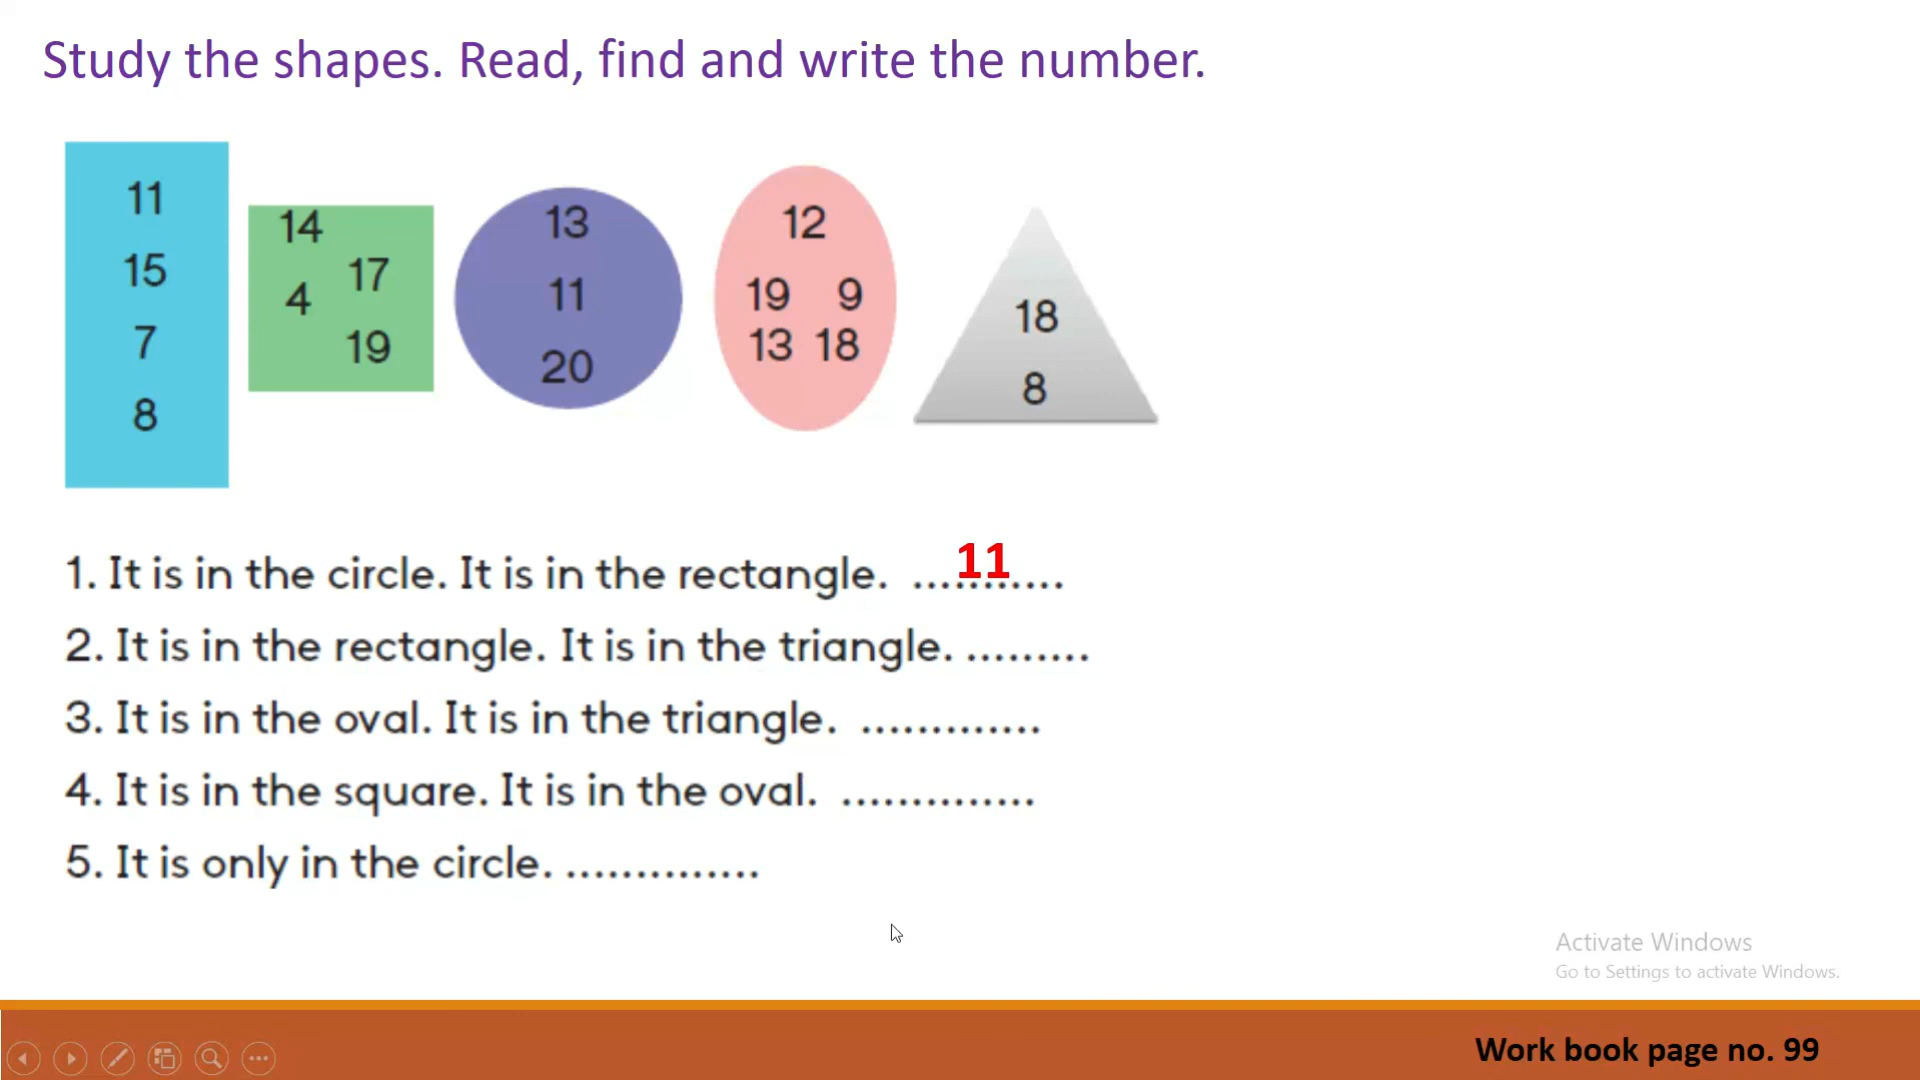 Study the shapes. Read, find and write the number.
11
15
7
8
14
17
4
19
13
11
20
12
19 9
13 18
18
8
1. It is in the circle. It is in the rectangle. ...........
11
2. It is in the rectangle. It is in the triangle. .........
3. It is in the oval. It is in the triangle. .............
4. It is in the square. It is in the oval. ..............
5. It is only in the circle. ..............
Activate Windows
Go to Settings to activate Windows.
Work book page no. 99